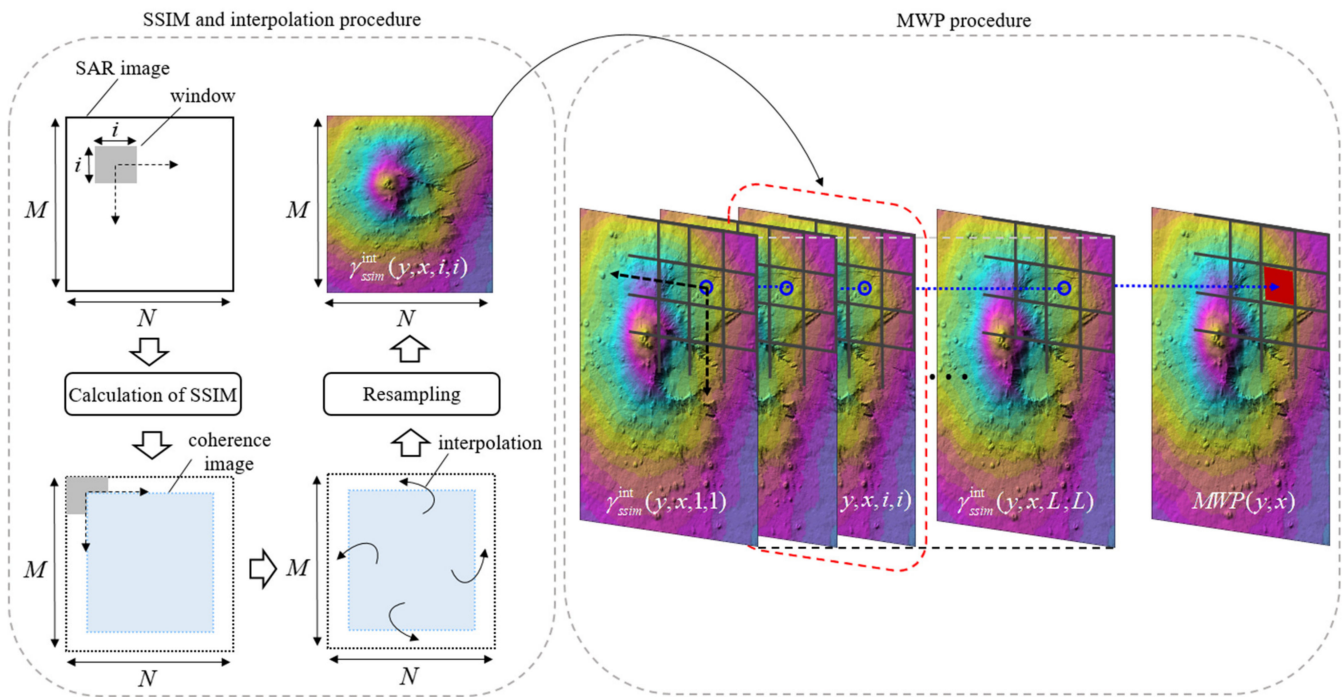 SSIM and interpolation procedure
SAR image
window
i
i
M
N
Calculation of SSIM
coherence
image
M
N
interpolation
M
N
Resampling
M
γ_ssim^int (y,x,i,i)
N
MWP procedure
γ_ssim^int (y,x,1,1)
y,x,i,i)
...
γ_ssim^int (y,x,L,L)
MWP(y,x)